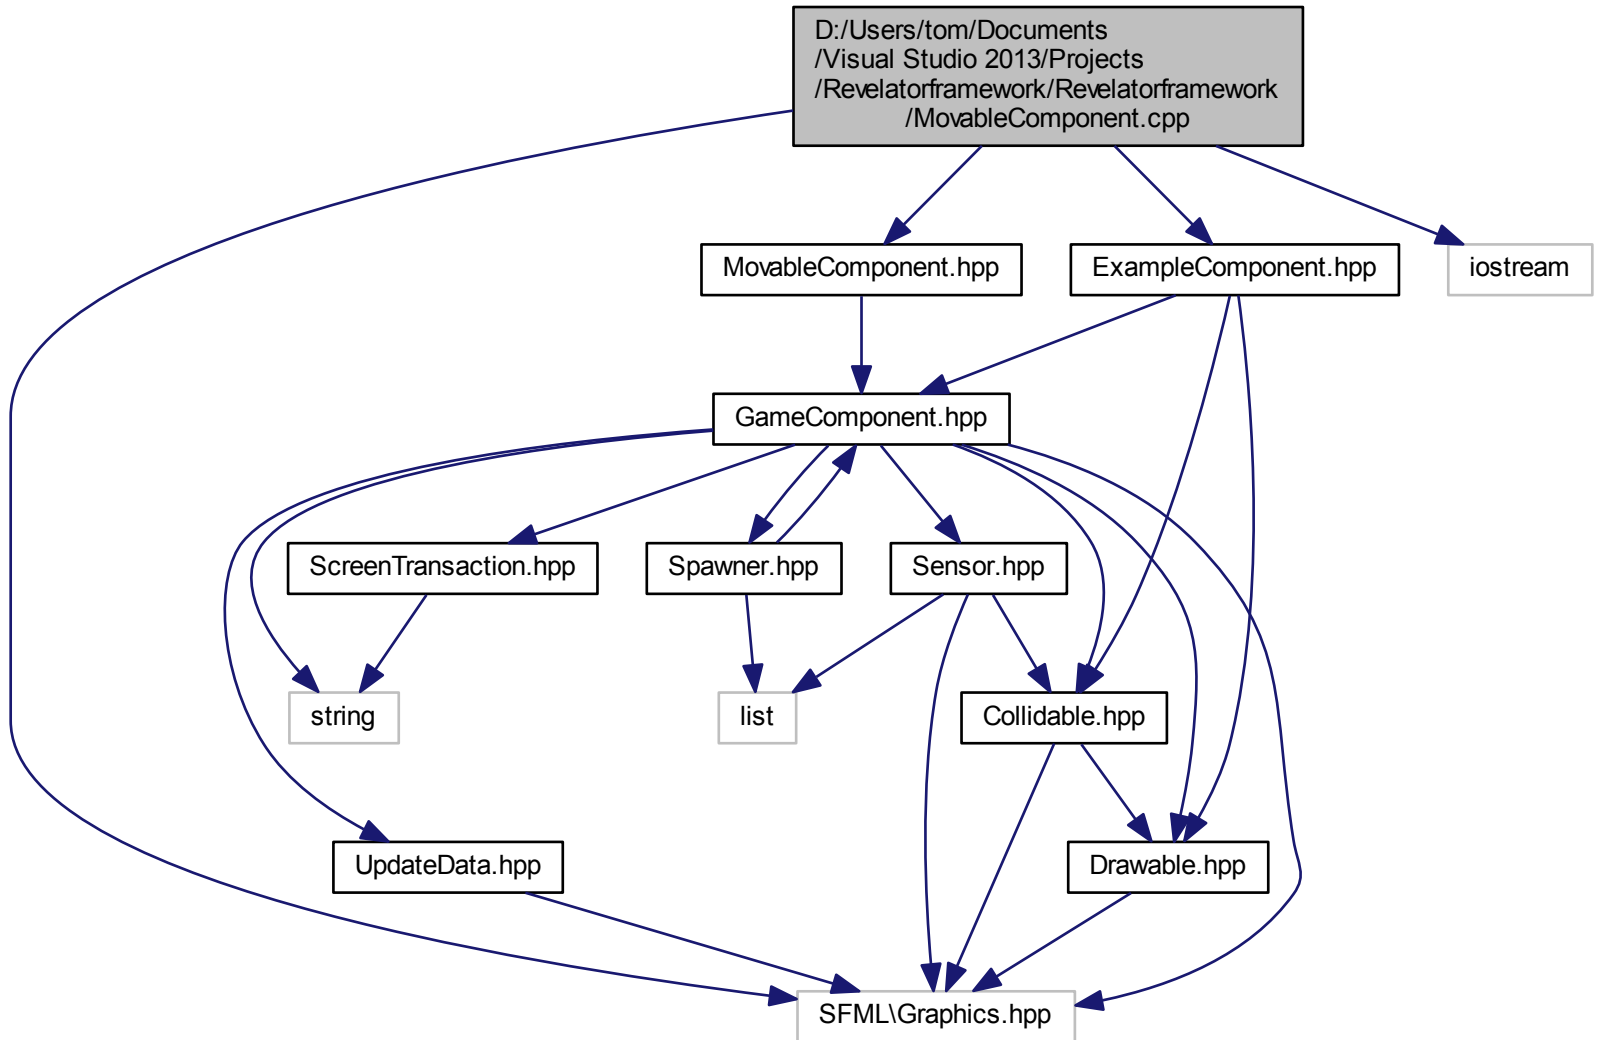 D:/Users/tom/Documents
/Visual Studio 2013/Projects
/Revelatorframework/Revelatorframework
/MovableComponent.cpp
MovableComponent.hpp
ExampleComponent.hpp
iostream
GameComponent.hpp
ScreenTransaction.hpp
Spawner.hpp
Sensor.hpp
string
list
Collidable.hpp
UpdateData.hpp
Drawable.hpp
SFML\Graphics.hpp